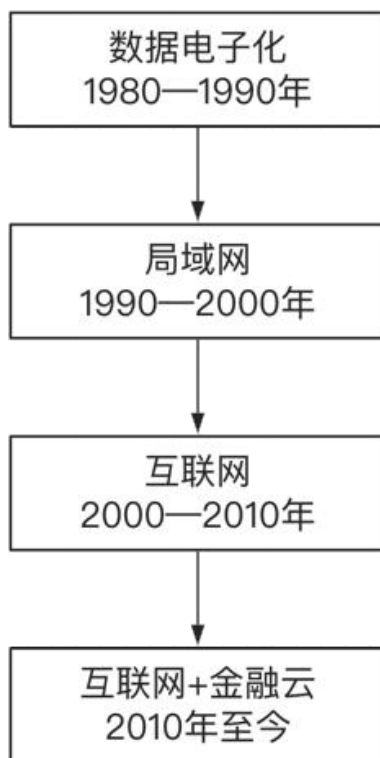 数据电子化
1980—1990年
局域网
1990—2000年
互联网
2000—2010年
互联网+金融云
2010年至今